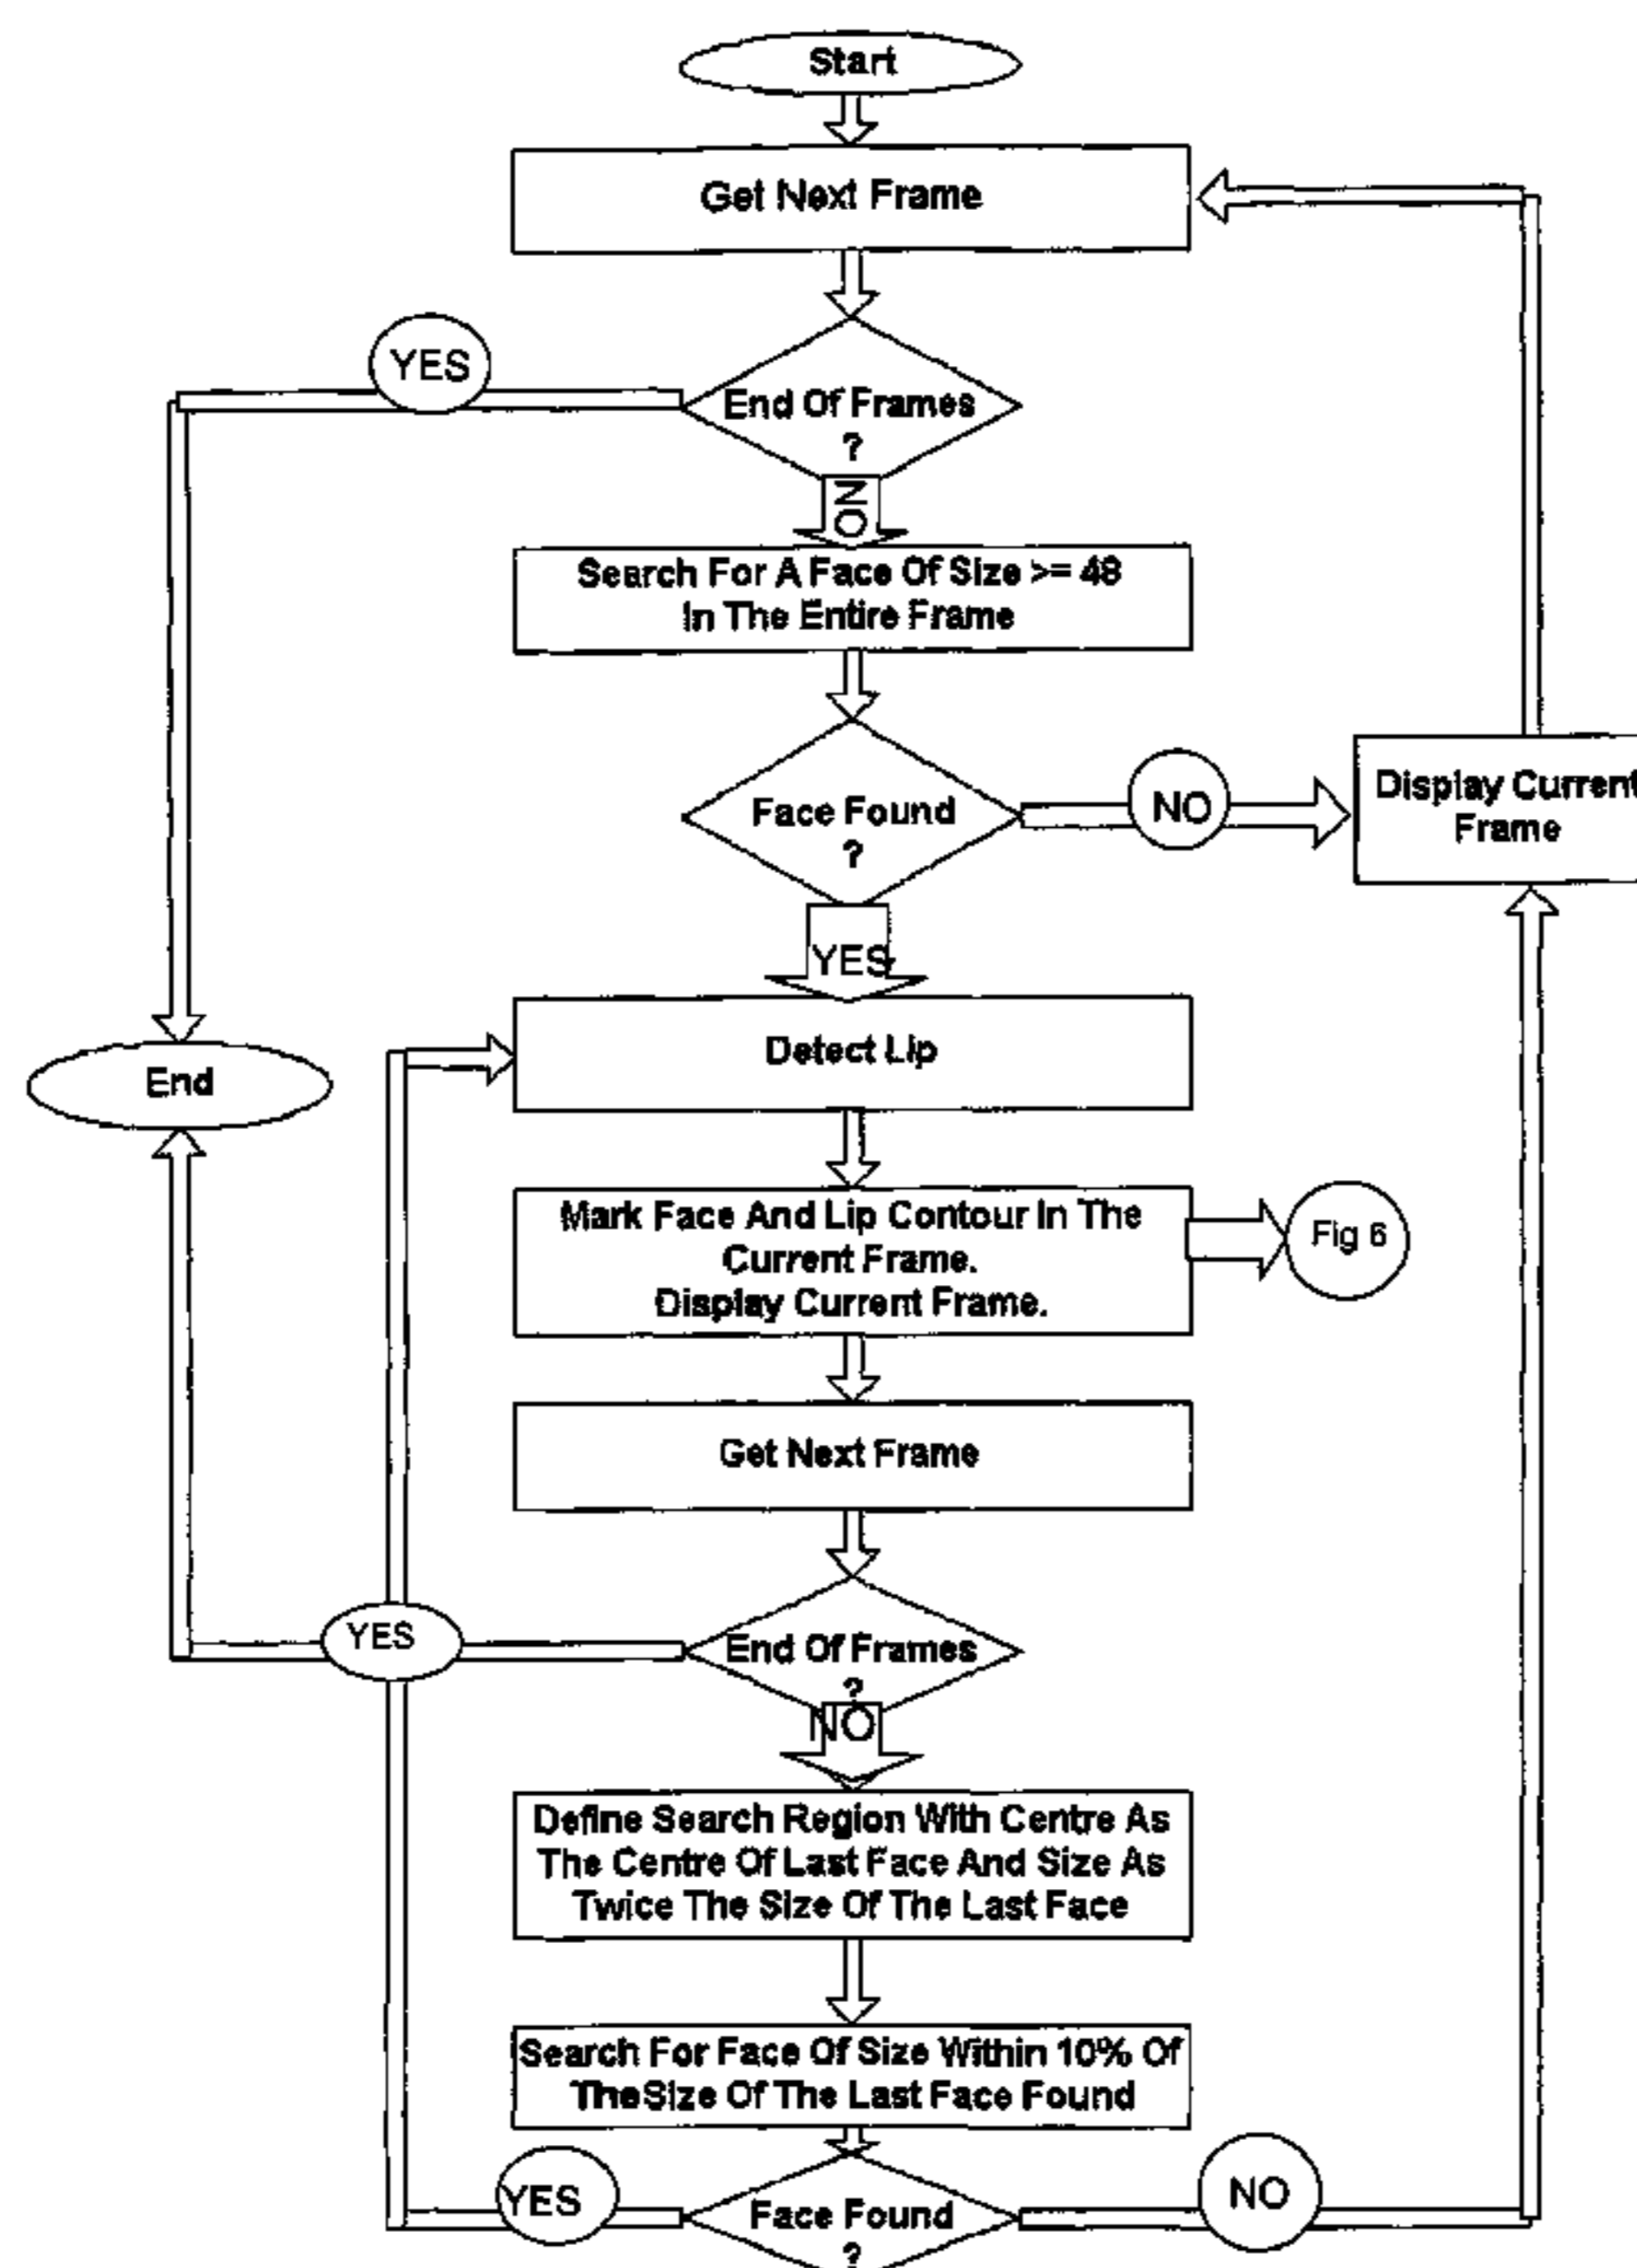 Start
Get Next Frame
YES
End Of Frames
?
NO
Search For A Face Of Size >= 48
In The Entire Frame
Face Found
?
NO
Display Current
Frame
YES
Detect Lip
End
Mark Face And Lip Contour In The
Current Frame.
Display Current Frame.
Fig 6
Get Next Frame
YES
End Of Frames
?
NO
Define Search Region With Centre As
The Centre Of Last Face And Size As
Twice The Size Of The Last Face
Search For Face Of Size Within 10% Of
TheSize Of The Last Face Found
YES
Face Found
?
NO